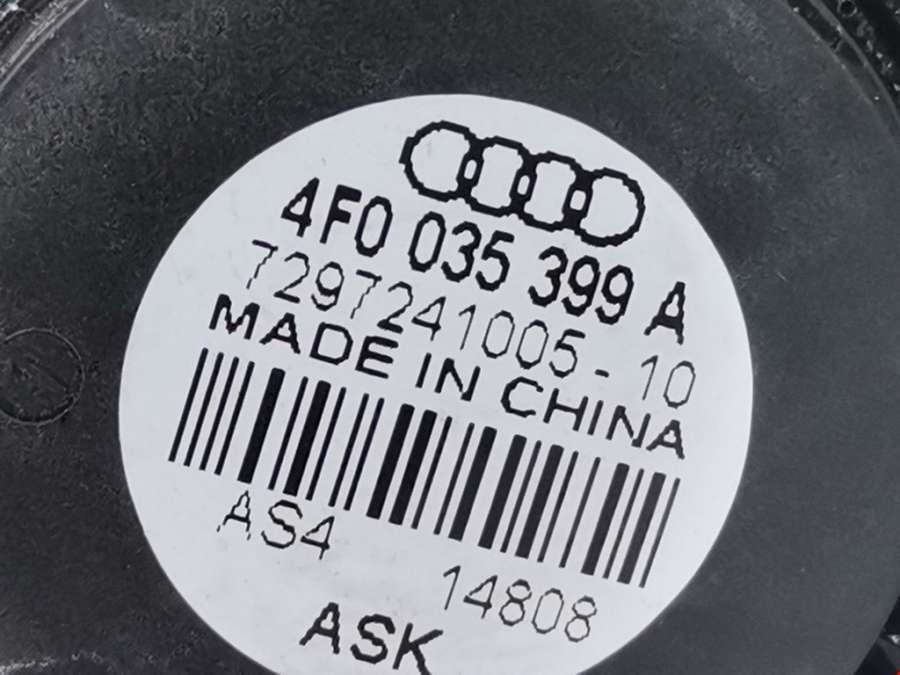 4F0 035 399 A
7297241005-10
MADE IN CHINA
AS4 14808
ASK